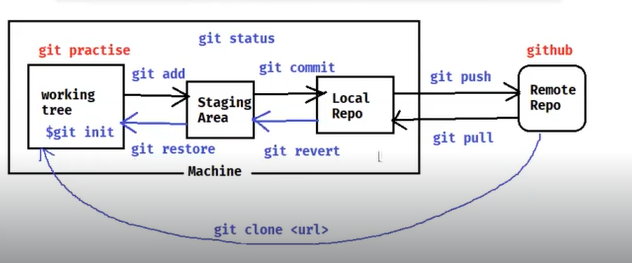 git status
git practise
github
git add
git commit
git push
working
tree
$git init
Staging
Area
Local
Repo
Remote
Repo
git restore
git revert
git pull
Machine
git clone <url>